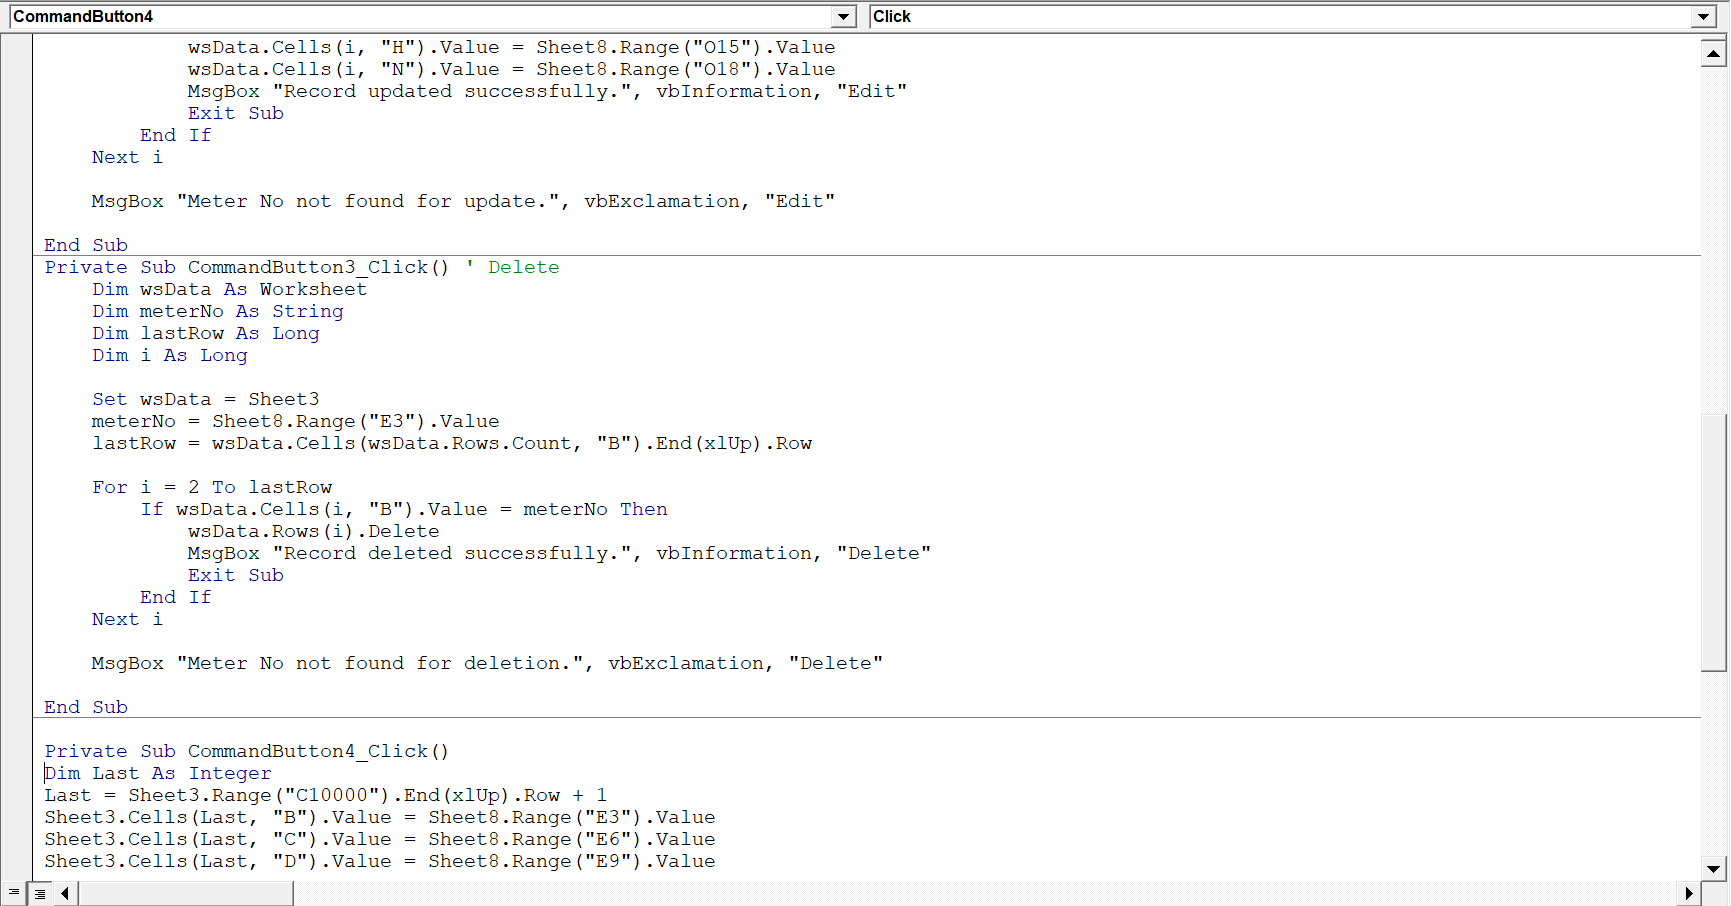 CommandButton4
Click
wsData.Cells(i, "H").Value = Sheet8.Range("O15").Value
wsData.Cells(i, "N").Value = Sheet8.Range("O18").Value
MsgBox "Record updated successfully.", vbInformation, "Edit"
Exit Sub
End If
Next i
MsgBox "Meter No not found for update.", vbExclamation, "Edit"
End Sub
Private Sub CommandButton3_Click() ' Delete
Dim wsData As Worksheet
Dim meterNo As String
Dim lastRow As Long
Dim i As Long
Set wsData = Sheet3
meterNo = Sheet8.Range("E3").Value
lastRow = wsData.Cells(wsData.Rows.Count, "B").End(xlUp).Row
For i = 2 To lastRow
If wsData.Cells(i, "B").Value = meterNo Then
wsData.Rows(i).Delete
MsgBox "Record deleted successfully.", vbInformation, "Delete"
Exit Sub
End If
Next i
MsgBox "Meter No not found for deletion.", vbExclamation, "Delete"
End Sub
Private Sub CommandButton4_Click()
Dim Last As Integer
Last = Sheet3.Range("C10000").End(xlUp).Row + 1
Sheet3.Cells(Last, "B").Value = Sheet8.Range("E3").Value
Sheet3.Cells(Last, "C").Value = Sheet8.Range("E6").Value
Sheet3.Cells(Last, "D").Value = Sheet8.Range("E9").Value